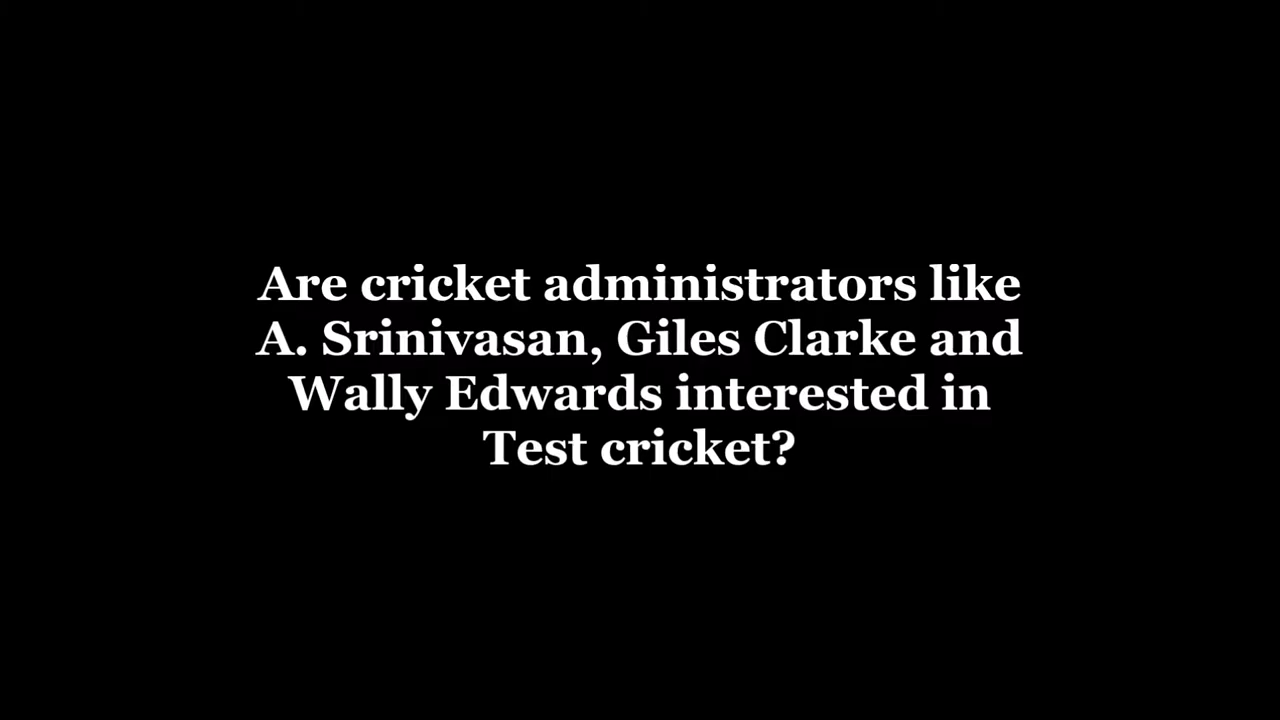 Are cricket administrators like
A. Srinivasan, Giles Clarke and
Wally Edwards interested in
Test cricket?